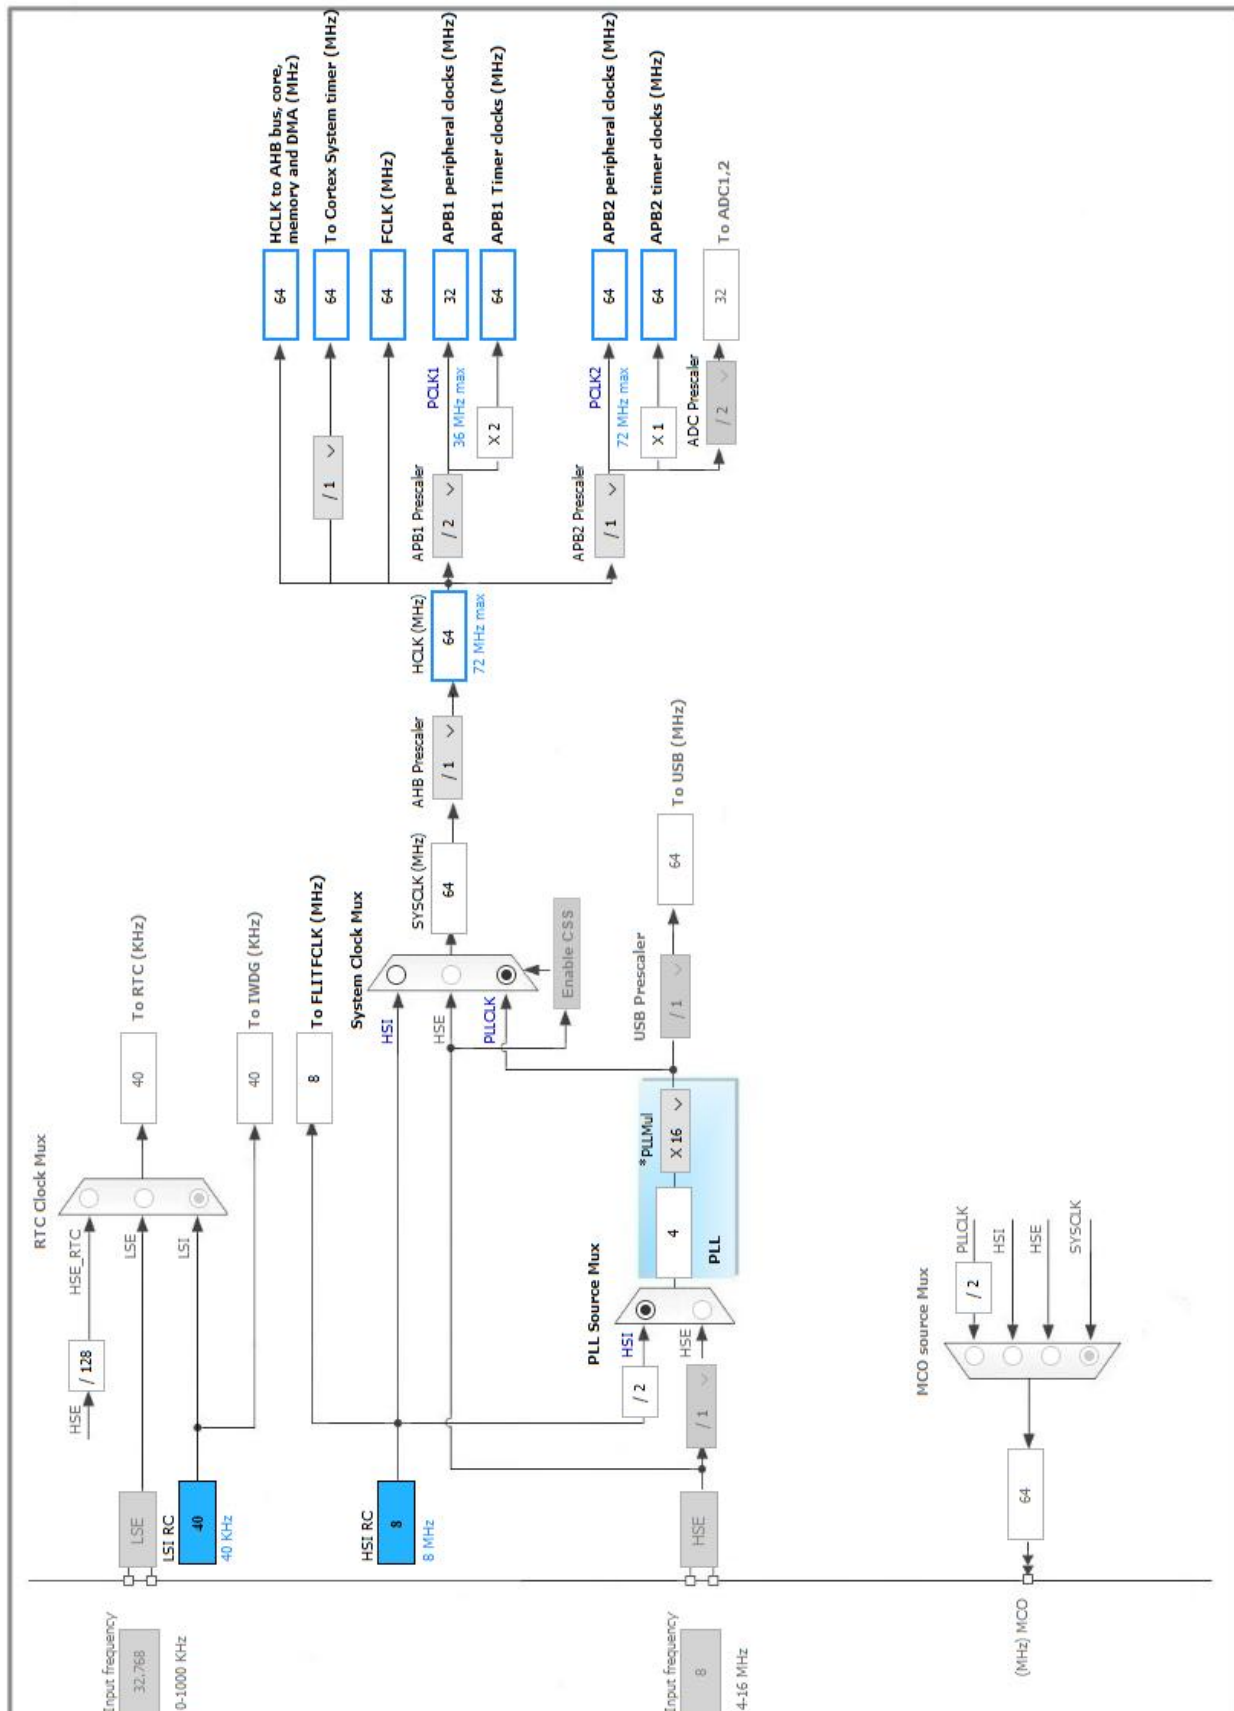 Input frequency
32.768
0-1000 KHz
LSE
LSI RC
40
40 KHz
HSE
/ 128
HSE_RTC
LSE
LSI
RTC Clock Mux
40
To RTC (KHz)
40
To IWDG (KHz)
HSI RC
8
8 MHz
8
To FLITFCLK (MHz)
Input frequency
8
4-16 MHz
HSE
/ 1
/ 2
HSI
HSE
PLL Source Mux
4
*PLLMul
X 16
PLL
USB Prescaler
/ 1
64
To USB (MHz)
System Clock Mux
HSI
HSE
PLLCLK
Enable CSS
SYSCLK (MHz)
64
AHB Prescaler
/ 1
HCLK (MHz)
64
72 MHz max
64
HCLK to AHB bus, core,
memory and DMA (MHz)
/ 1
64
To Cortex System timer (MHz)
64
FCLK (MHz)
APB1 Prescaler
/ 2
PCLK1
36 MHz max
32
APB1 peripheral clocks (MHz)
X 2
64
APB1 Timer clocks (MHz)
APB2 Prescaler
/ 1
PCLK2
72 MHz max
64
APB2 peripheral clocks (MHz)
X 1
64
APB2 timer clocks (MHz)
ADC Prescaler
/ 2
32
To ADC1,2
MCO source Mux
PLLCLK
/ 2
HSI
HSE
SYSCLK
64
(MHz) MCO